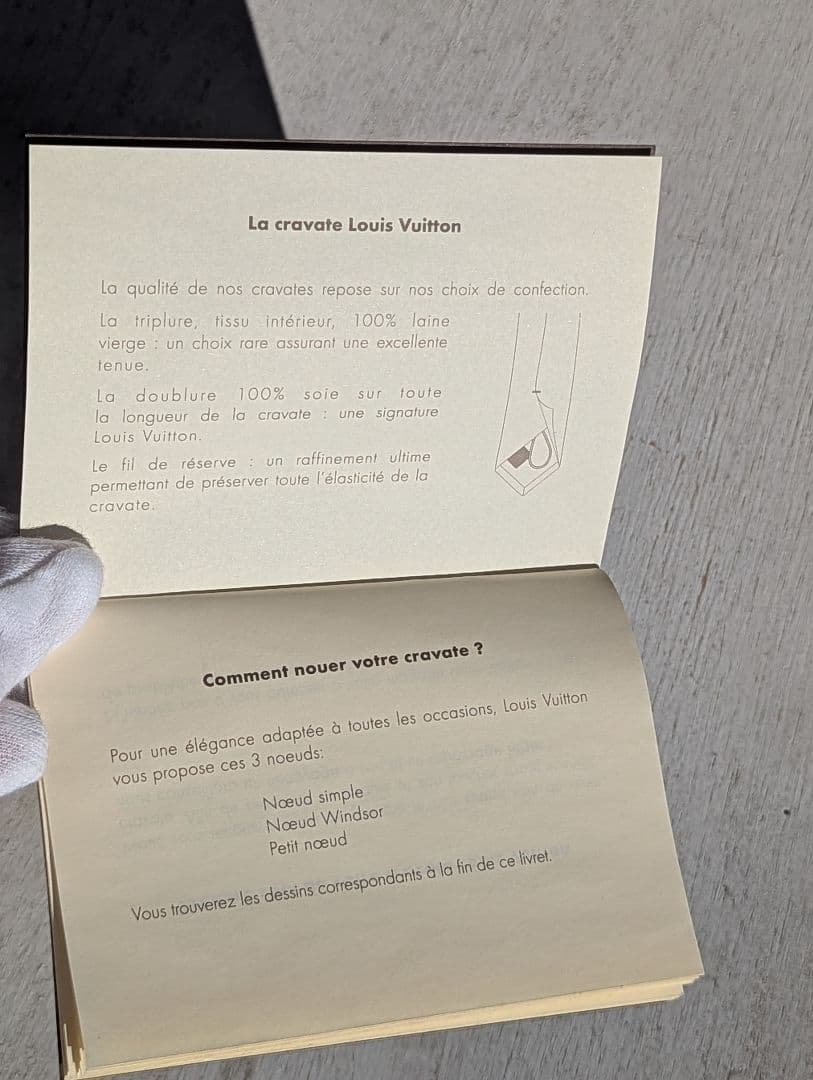 La cravate Louis Vuitton
La qualité de nos cravates repose sur nos choix de confection.
La triplure, tissu intérieur, 100% laine
vierge : un choix rare assurant une excellente
tenue.
La doublure 100% soie sur toute
la longueur de la cravate : une signature
Louis Vuitton.
Le fil de réserve : un raffinement ultime
permettant de préserver toute l'élasticité de la
cravate.
Comment nouer votre cravate ?
Pour une élégance adaptée à toutes les occasions, Louis Vuitton
vous propose ces 3 noeuds:
Nœud simple
Nœud Windsor
Petit nœud
Vous trouverez les dessins correspondants à la fin de ce livret.